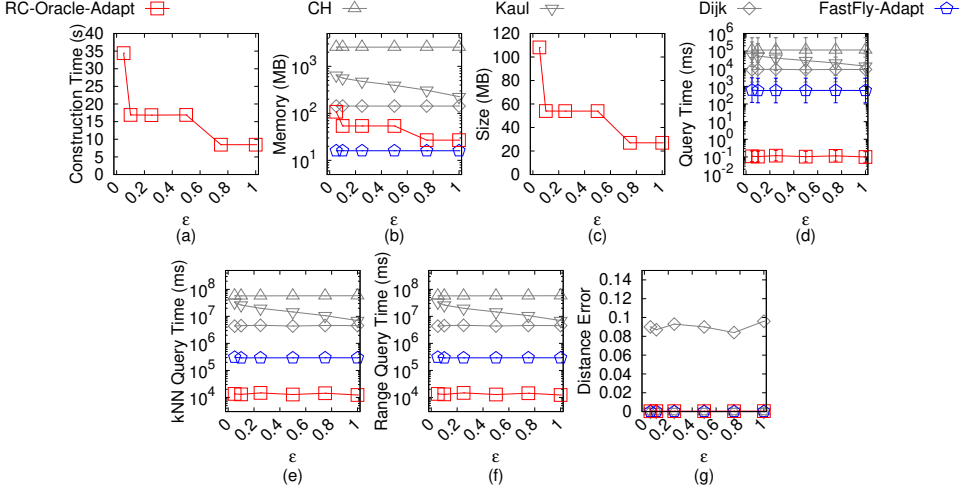 RC-Oracle-Adapt CH Kaul Dijk FastFly-Adapt
Construction Time (s)
40
35
30
25
20
15
10
5
0
0 0.2 0.4 0.6 0.8 1
ε
(a)
Memory (MB)
10^3
10^2
10^1
0 0.2 0.4 0.6 0.8 1
ε
(b)
Size (MB)
120
100
80
60
40
20
0
0 0.2 0.4 0.6 0.8 1
ε
(c)
Query Time (ms)
10^6
10^5
10^4
10^3
10^2
10^1
10^0
10^-1
10^-2
0 0.2 0.4 0.6 0.8 1
ε
(d)
kNN Query Time (ms)
10^8
10^7
10^6
10^5
10^4
0 0.2 0.4 0.6 0.8 1
ε
(e)
Range Query Time (ms)
10^8
10^7
10^6
10^5
10^4
0 0.2 0.4 0.6 0.8 1
ε
(f)
Distance Error
0.14
0.12
0.1
0.08
0.06
0.04
0.02
0
0 0.2 0.4 0.6 0.8 1
ε
(g)